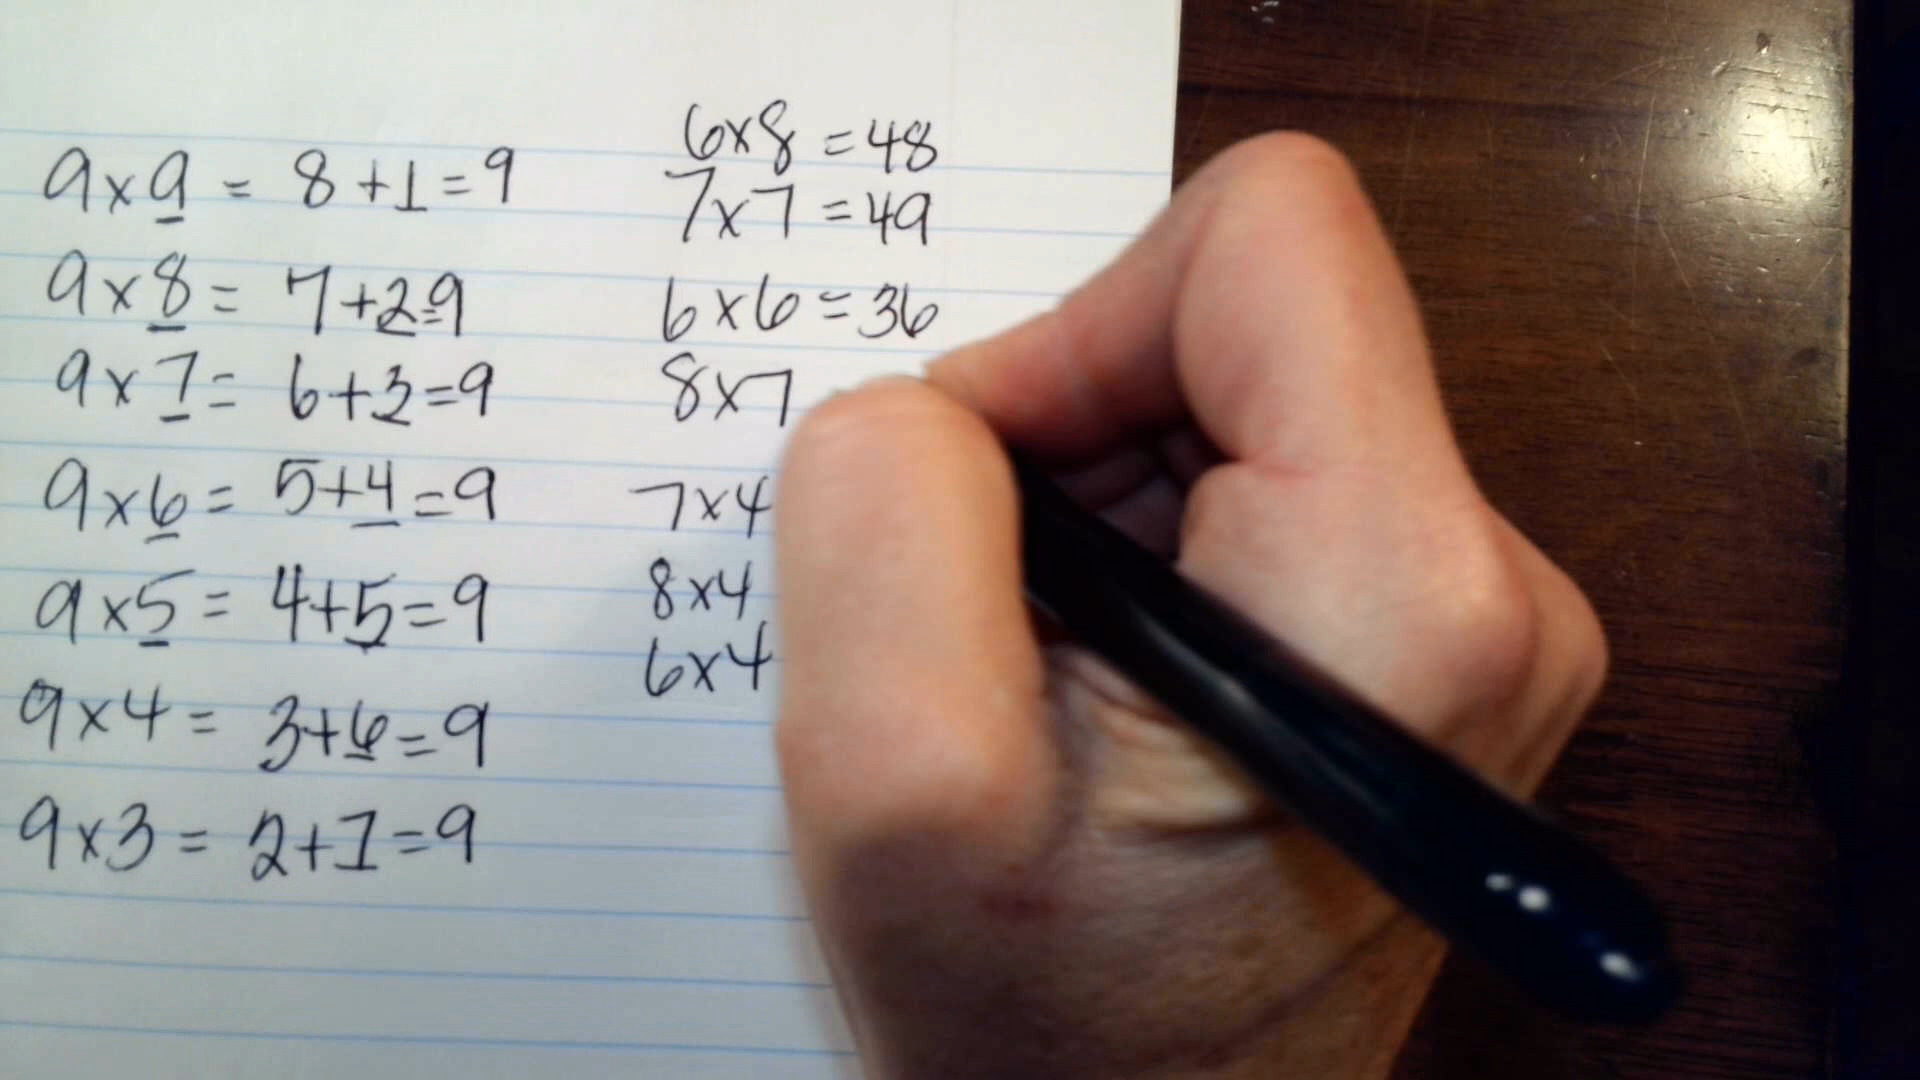 9x9 = 8+1=9
9x8 = 7+2=9
9x7 = 6+3=9
9x6 = 5+4=9
9x5 = 4+5=9
9x4 = 3+6=9
9x3 = 2+7=9
6x8 =48
7x7 =49
6x6 =36
8x7
7x4
8x4
6x4